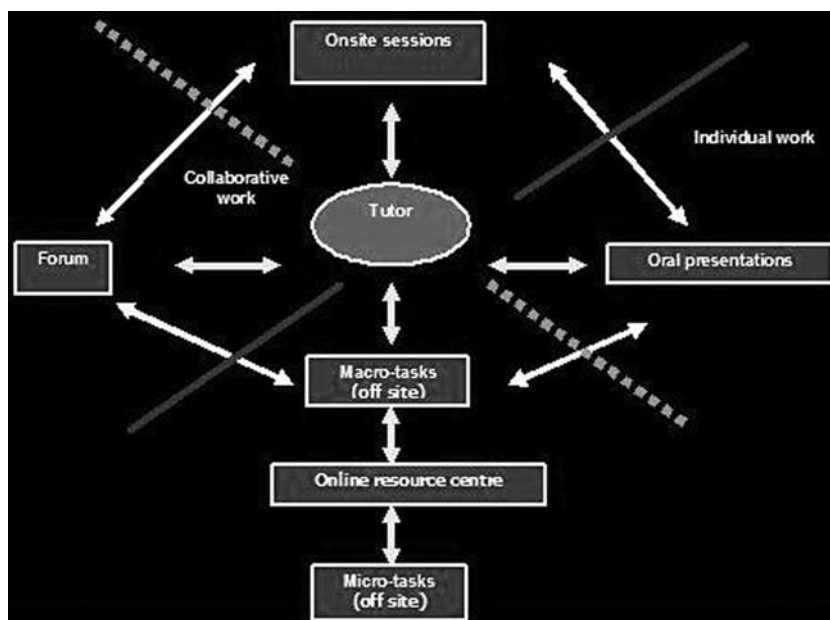 Onsite sessions
Individual work
Collaborative
work
Tutor
Forum
Oral presentations
Macro-tasks
(off site)
Online resource centre
Micro-tasks
(off site)